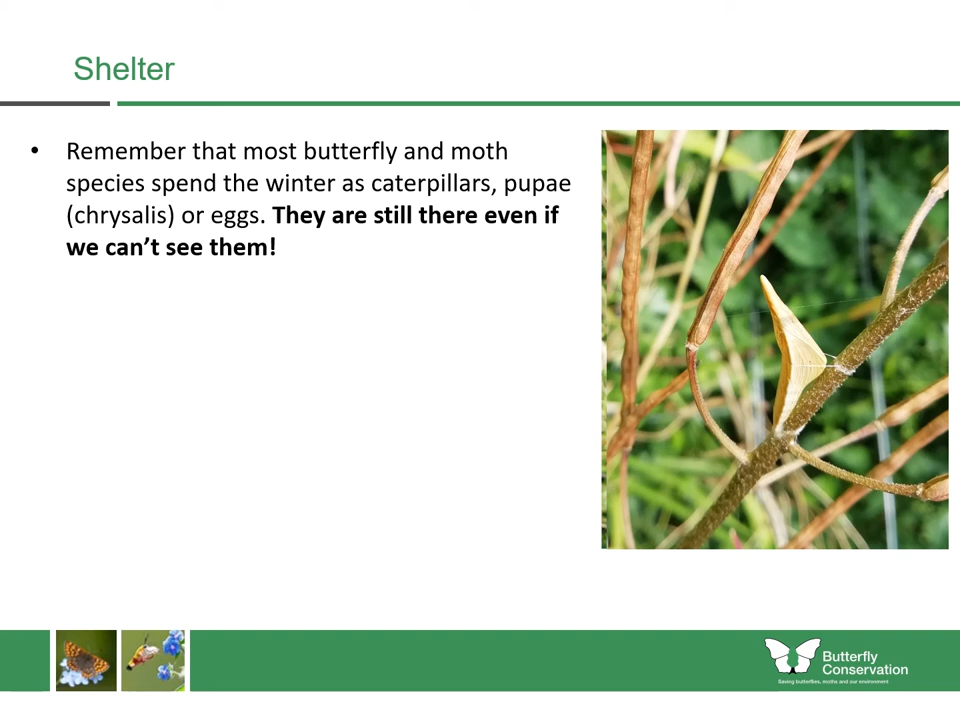 Shelter
• Remember that most butterfly and moth
species spend the winter as caterpillars, pupae
(chrysalis) or eggs. They are still there even if
we can’t see them!
Butterfly
Conservation
Saving butterflies, moths and our environment